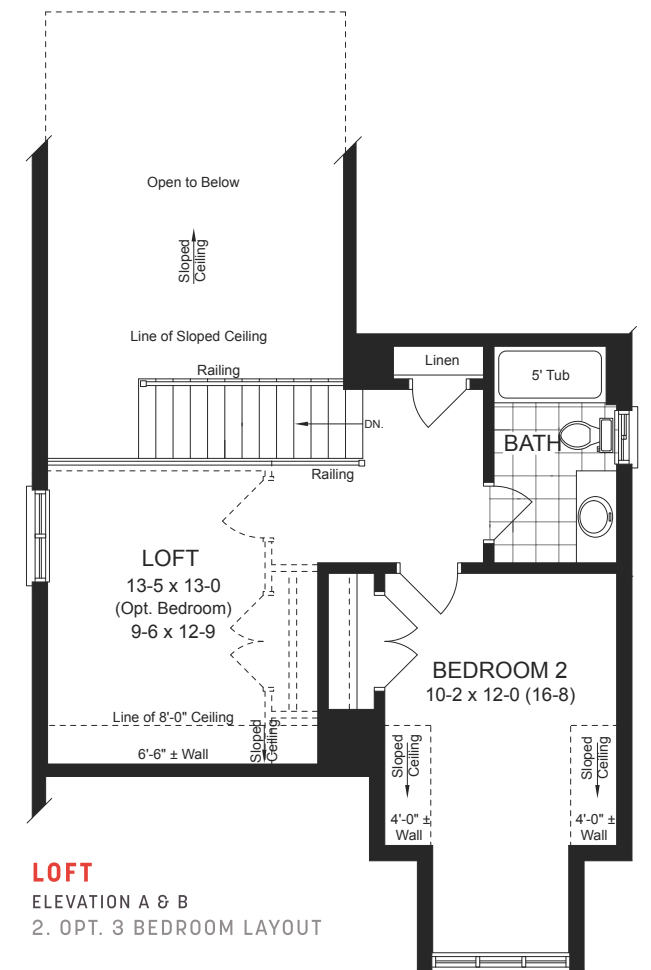 Open to Below
Sloped
Ceiling
Line of Sloped Ceiling
Railing
Linen
5' Tub
DN.
BATH
Railing
LOFT
13-5 x 13-0
(Opt. Bedroom)
9-6 x 12-9
BEDROOM 2
10-2 x 12-0 (16-8)
Line of 8'-0" Ceiling
Sloped
Ceiling
6'-6" ± Wall
Sloped
Ceiling
Sloped
Ceiling
4'-0" ±
Wall
4'-0" ±
Wall
LOFT
ELEVATION A & B
2. OPT. 3 BEDROOM LAYOUT